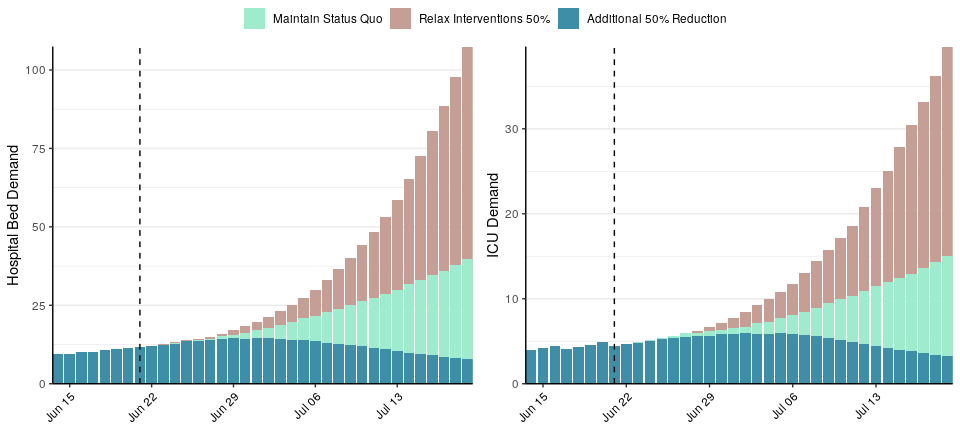 Maintain Status Quo Relax Interventions 50% Additional 50% Reduction
Hospital Bed Demand
100
75
50
25
0
Jun 15 Jun 22 Jun 29 Jul 06 Jul 13
ICU Demand
30
20
10
0
Jun 15 Jun 22 Jun 29 Jul 06 Jul 13